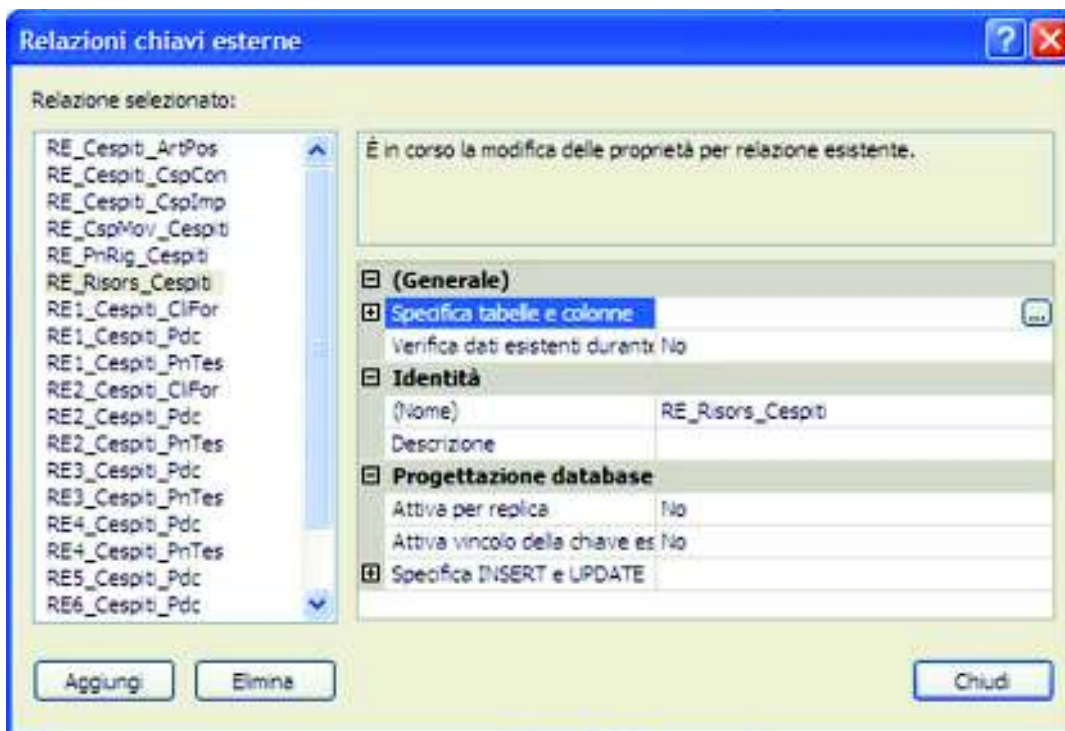 Relazioni chiavi esterne
Relazione selezionato:
RE_Cespiti_ArtPos
RE_Cespiti_CspCon
RE_Cespiti_CspImp
RE_CspMov_Cespiti
RE_PnRig_Cespiti
RE_Risors_Cespiti
RE1_Cespiti_CliFor
RE1_Cespiti_Pdc
RE1_Cespiti_PnTes
RE2_Cespiti_CliFor
RE2_Cespiti_Pdc
RE2_Cespiti_PnTes
RE3_Cespiti_Pdc
RE3_Cespiti_PnTes
RE4_Cespiti_Pdc
RE4_Cespiti_PnTes
RE5_Cespiti_Pdc
RE6_Cespiti_Pdc
È in corso la modifica delle proprietà per relazione esistente.
(Generale)
Specifica tabelle e colonne ...
Verifica dati esistenti durante No
Identità
(Nome) RE_Risors_Cespiti
Descrizione
Progettazione database
Attiva per replica No
Attiva vincolo della chiave es No
Specifica INSERT e UPDATE
Aggiungi Elimina Chiudi